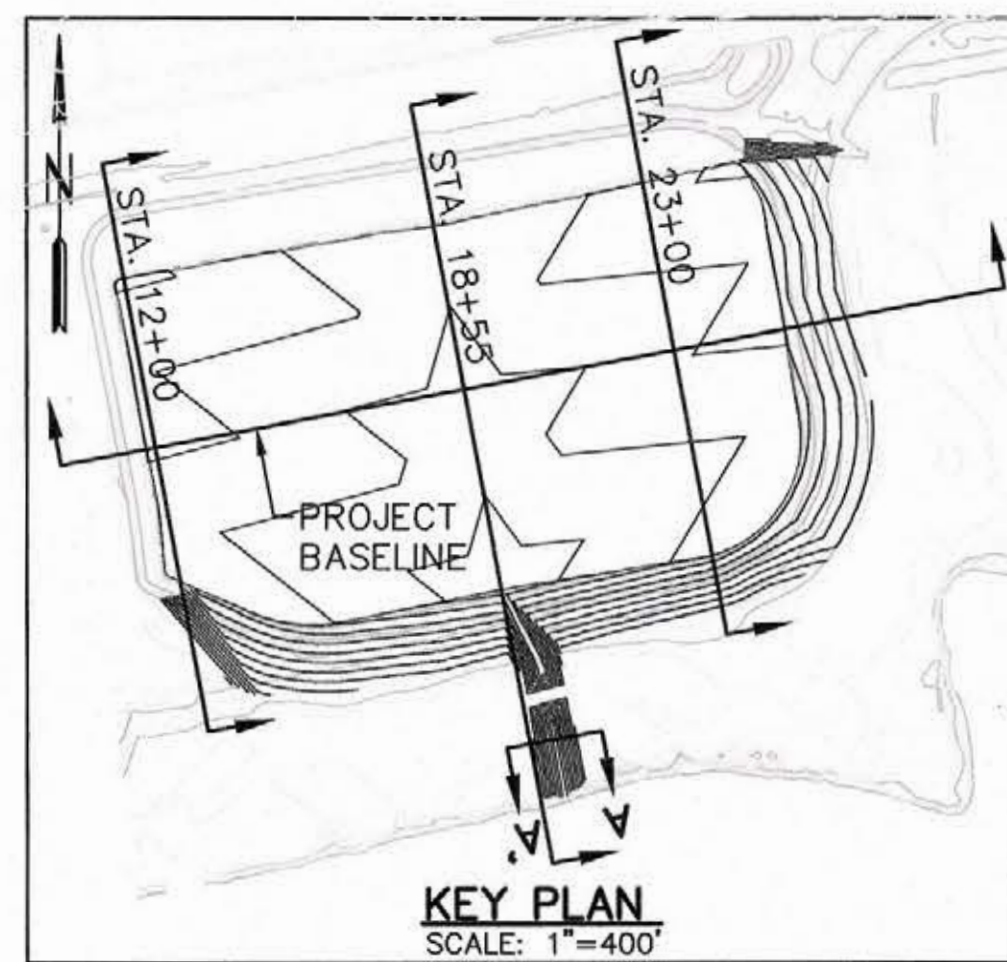 N
STA. 12+00
STA. 18+55
STA. 23+00
PROJECT
BASELINE
A'
A
KEY PLAN
SCALE: 1"=400'